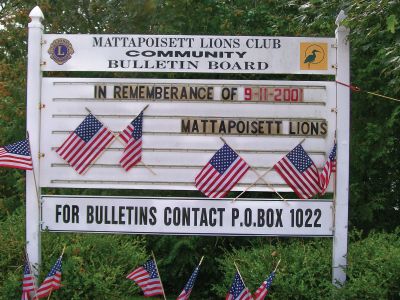 MATTAPOISETT LIONS CLUB
COMMUNITY
BULLETIN BOARD
IN REMEMBERANCE OF 9-11-2001
MATTAPOISETT LIONS
FOR BULLETINS CONTACT P.O.BOX 1022